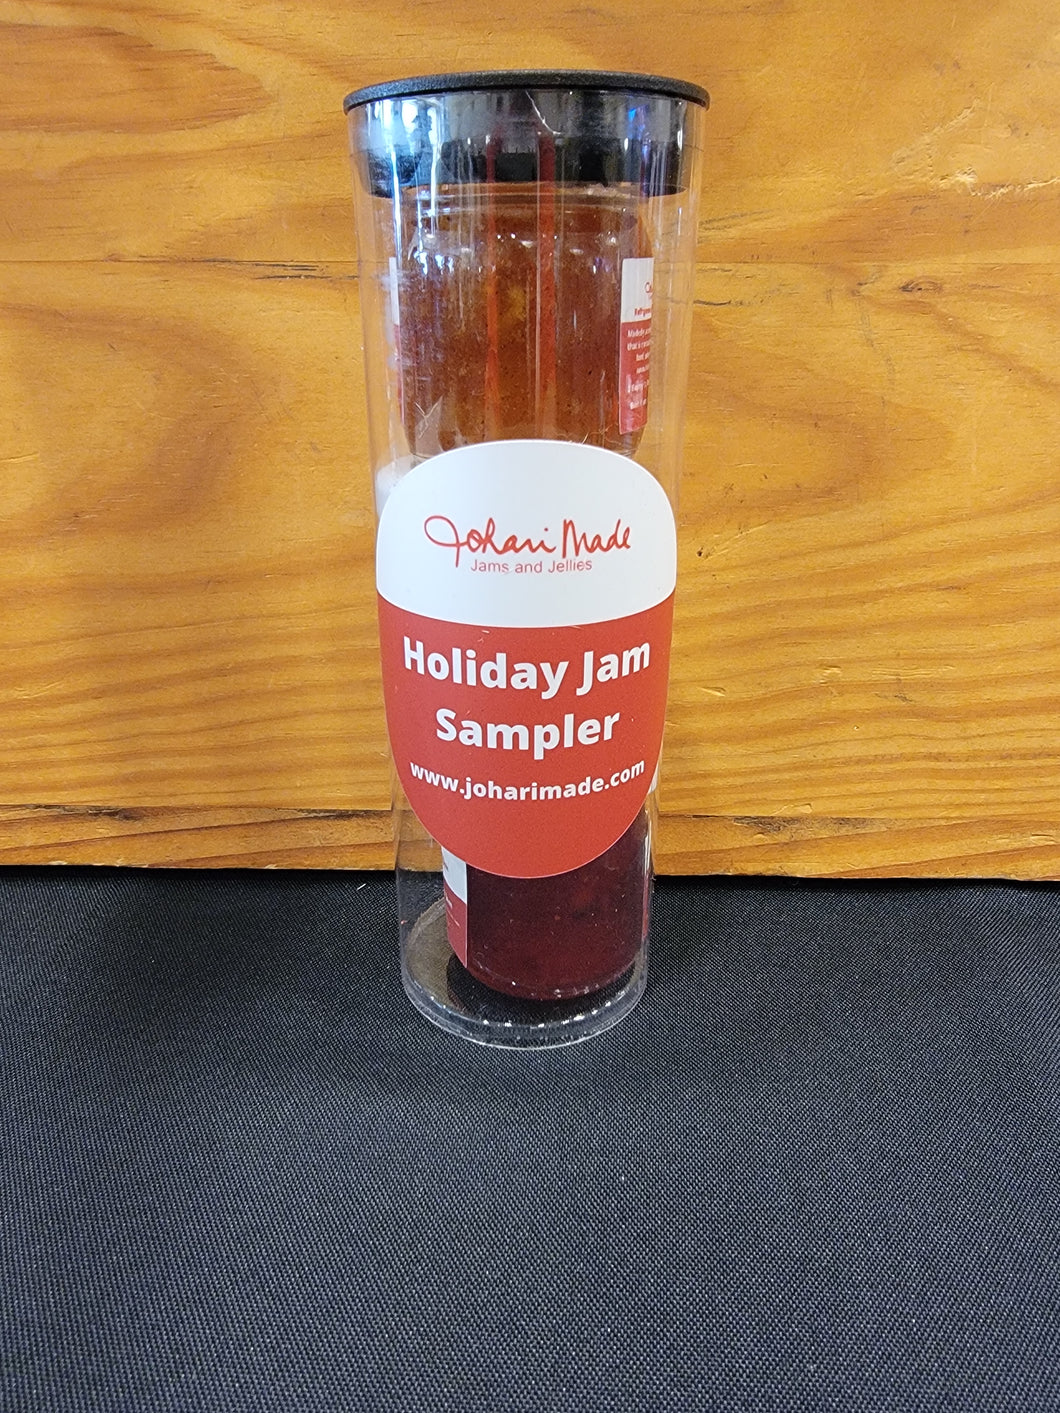 Johari Made
Jams and Jellies
Holiday Jam
Sampler
www.joharimade.com